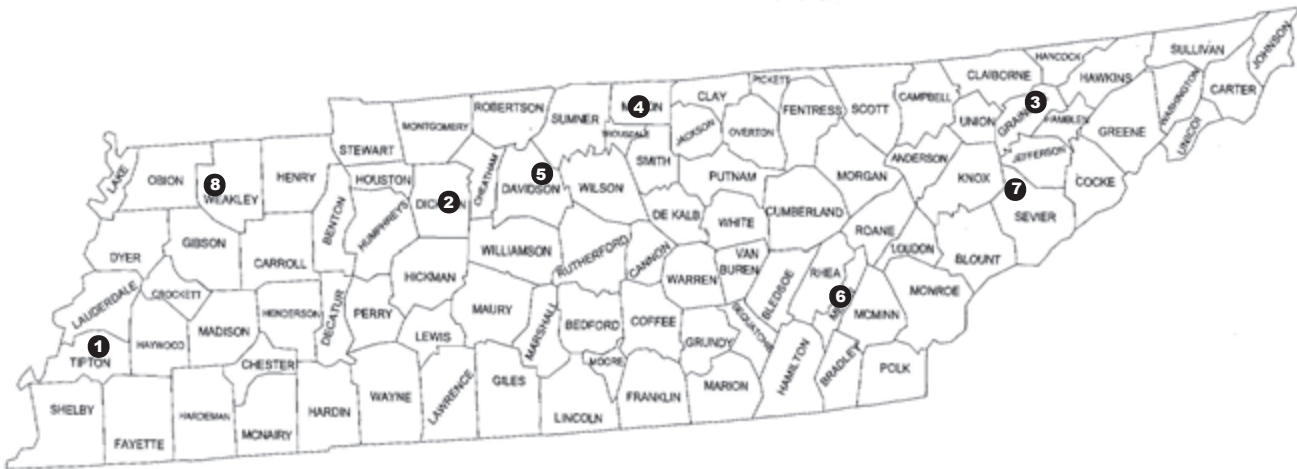 HANCOCK
SULLIVAN
JOHNSON
CLAIBORNE
HAWKINS
WASHINGTON
CARTER
PICKETT
CLAY
SCOTT
CAMPBELL
3
ROBERTSON
SUMNER
4
FENTRESS
UNION
HAMBLEN
GREENE
UNICOI
MONTGOMERY
TROUSDALE
JACKSON
OVERTON
STEWART
SMITH
ANDERSON
JEFFERSON
LAKE
OBION
8
WEAKLEY
HENRY
HOUSTON
2
CHEATHAM
5
DAVIDSON
WILSON
PUTNAM
MORGAN
KNOX
7
COCKE
BENTON
HUMPHREYS
DE KALB
WHITE
CUMBERLAND
SEVIER
DYER
GIBSON
CARROLL
WILLIAMSON
RUTHERFORD
CANNON
VAN
BUREN
ROANE
LOUDON
BLOUNT
HICKMAN
WARREN
BLEDSOE
RHEA
LAUDERDALE
CROCKETT
DECATUR
PERRY
MAURY
MARSHALL
6
MONROE
MADISON
HENDERSON
LEWIS
BEDFORD
COFFEE
GRUNDY
SEQUATCHIE
MCMINN
1
TIPTON
HAYWOOD
CHESTER
MOORE
HAMILTON
BRADLEY
POLK
SHELBY
FAYETTE
HARDEMAN
MCNAIRY
HARDIN
WAYNE
LAWRENCE
GILES
LINCOLN
FRANKLIN
MARION